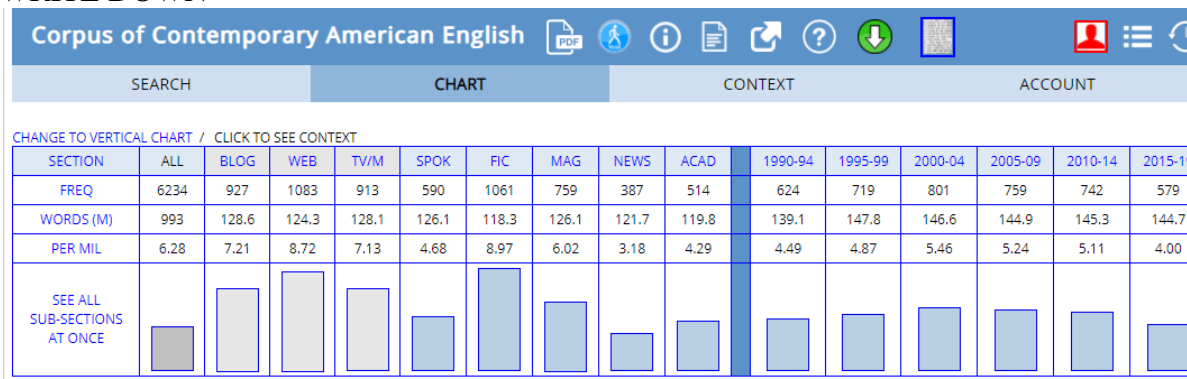 Corpus of Contemporary American English PDF
SEARCH CHART CONTEXT ACCOUNT
CHANGE TO VERTICAL CHART / CLICK TO SEE CONTEXT
SECTION ALL BLOG WEB TV/M SPOK FIC MAG NEWS ACAD 1990-94 1995-99 2000-04 2005-09 2010-14 2015-1
FREQ 6234 927 1083 913 590 1061 759 387 514 624 719 801 759 742 579
WORDS (M) 993 128.6 124.3 128.1 126.1 118.3 126.1 121.7 119.8 139.1 147.8 146.6 144.9 145.3 144.7
PER MIL 6.28 7.21 8.72 7.13 4.68 8.97 6.02 3.18 4.29 4.49 4.87 5.46 5.24 5.11 4.00
SEE ALL
SUB-SECTIONS
AT ONCE